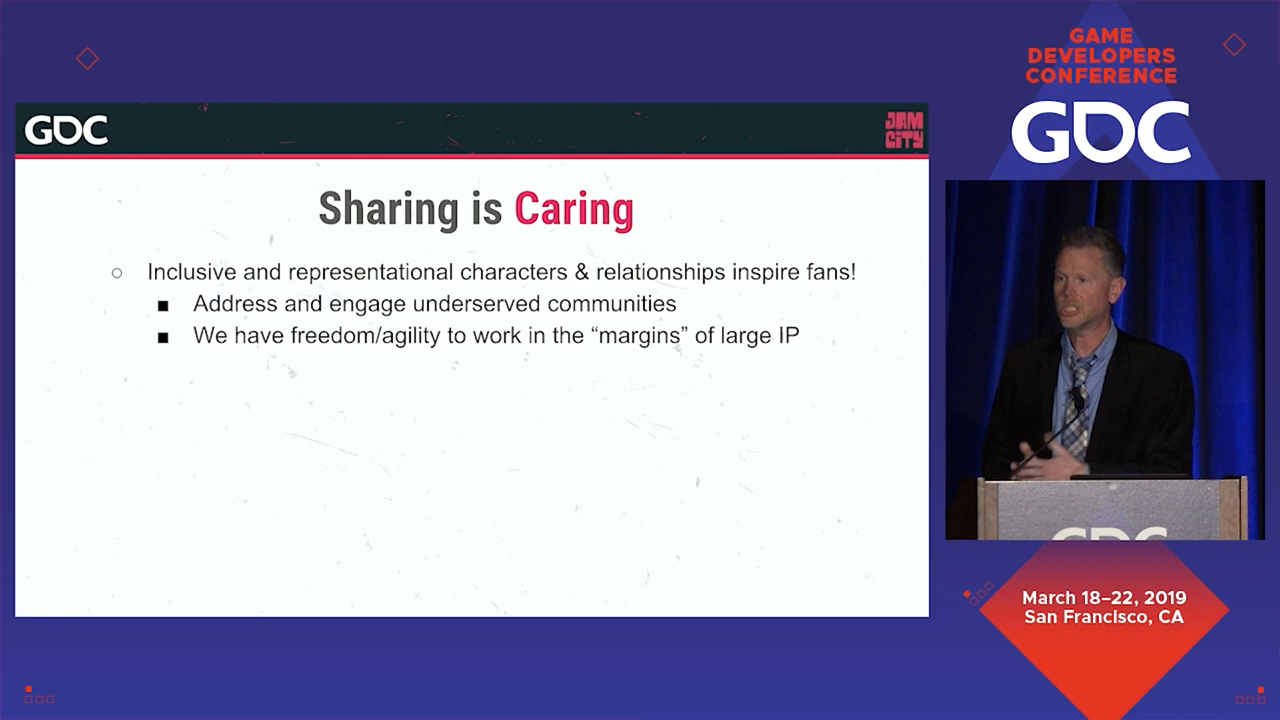 GAME
DEVELOPERS
CONFERENCE
GDC
GDC
JAM
CITY
Sharing is Caring
○ Inclusive and representational characters & relationships inspire fans!
■ Address and engage underserved communities
■ We have freedom/agility to work in the “margins” of large IP
GDC
March 18–22, 2019
San Francisco, CA